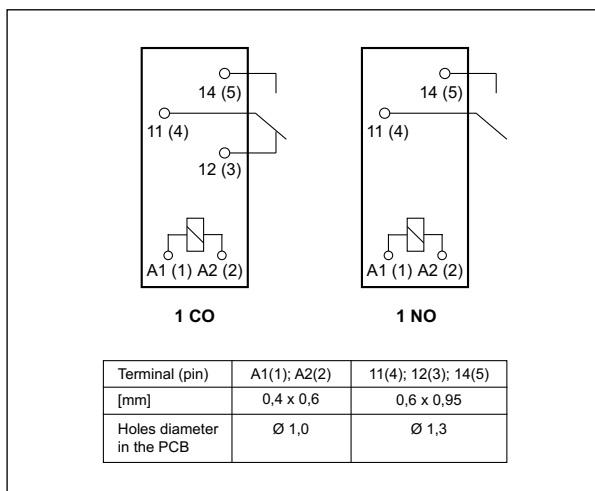 14 (5)
11 (4)
12 (3)
A1 (1) A2 (2)
1 CO
14 (5)
11 (4)
A1 (1) A2 (2)
1 NO
Terminal (pin) A1(1); A2(2) 11(4); 12(3); 14(5)
[mm] 0,4 x 0,6 0,6 x 0,95
Holes diameter Ø 1,0 Ø 1,3
in the PCB